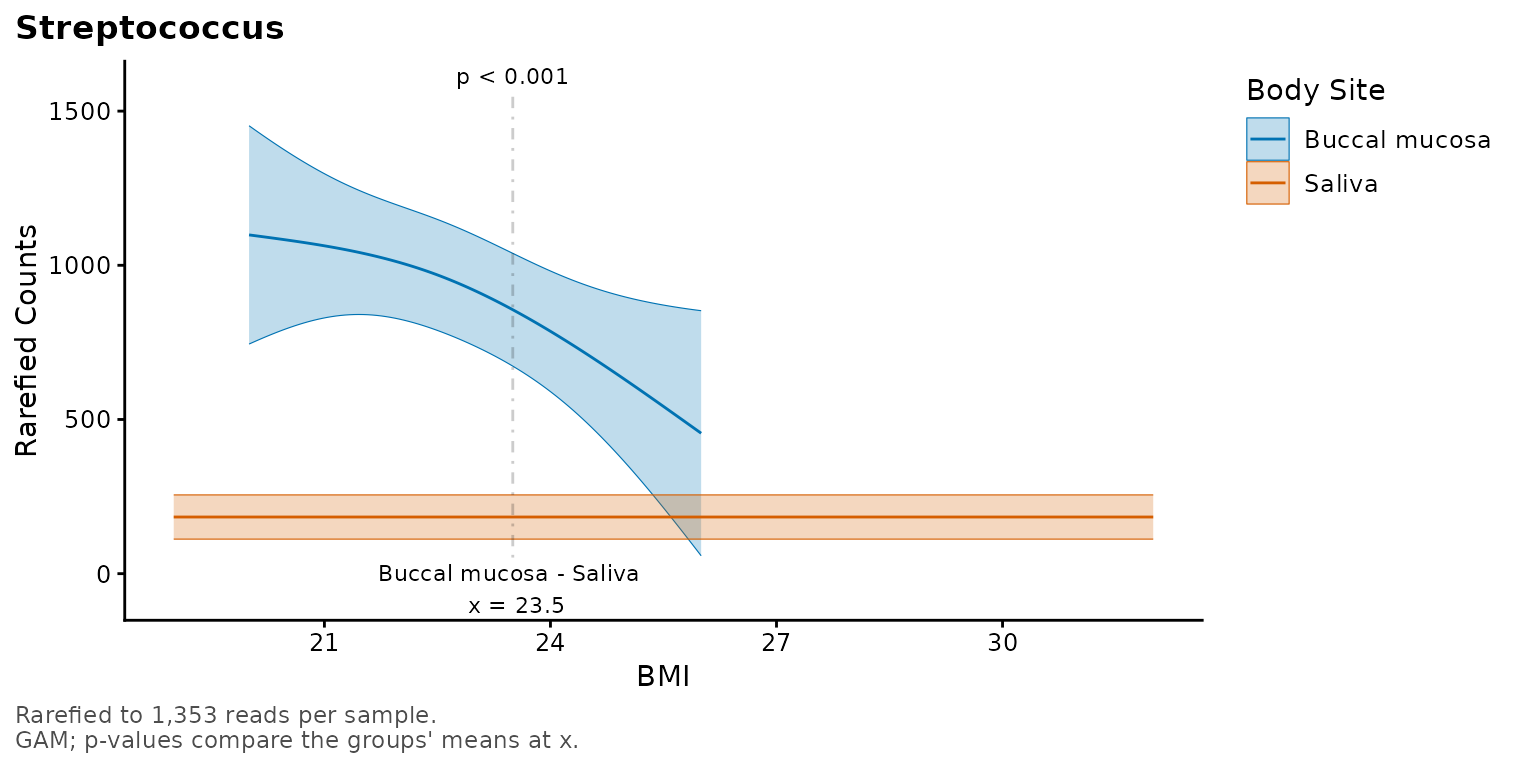 Streptococcus
p < 0.001
1500
1000
500
0
Rarefied Counts
Buccal mucosa - Saliva
x = 23.5
21
24
27
30
BMI
Body Site
Buccal mucosa
Saliva
Rarefied to 1,353 reads per sample.
GAM; p-values compare the groups' means at x.